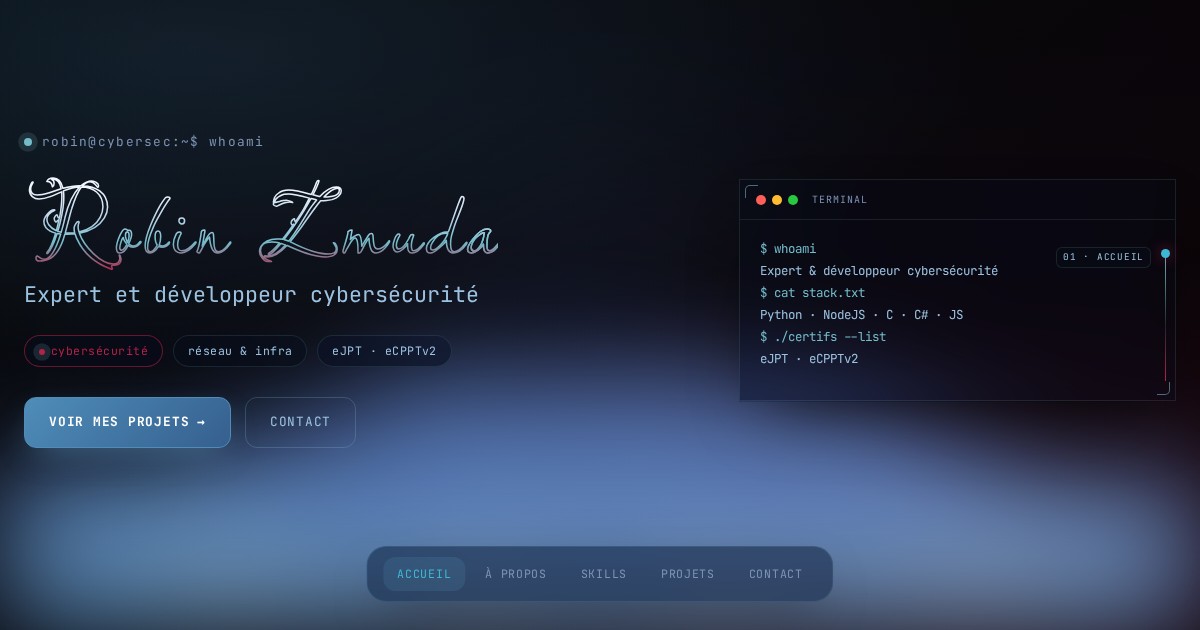 robin@cybersec:~$ whoami
Robin Zmuda
Expert et développeur cybersécurité
cybersécurité
réseau & infra
eJPT · eCPPTv2
VOIR MES PROJETS →
CONTACT
TERMINAL
$ whoami
Expert & développeur cybersécurité
$ cat stack.txt
Python · NodeJS · C · C# · JS
$ ./certifs --list
eJPT · eCPPTv2
01 · ACCUEIL
ACCUEIL
À PROPOS
SKILLS
PROJETS
CONTACT